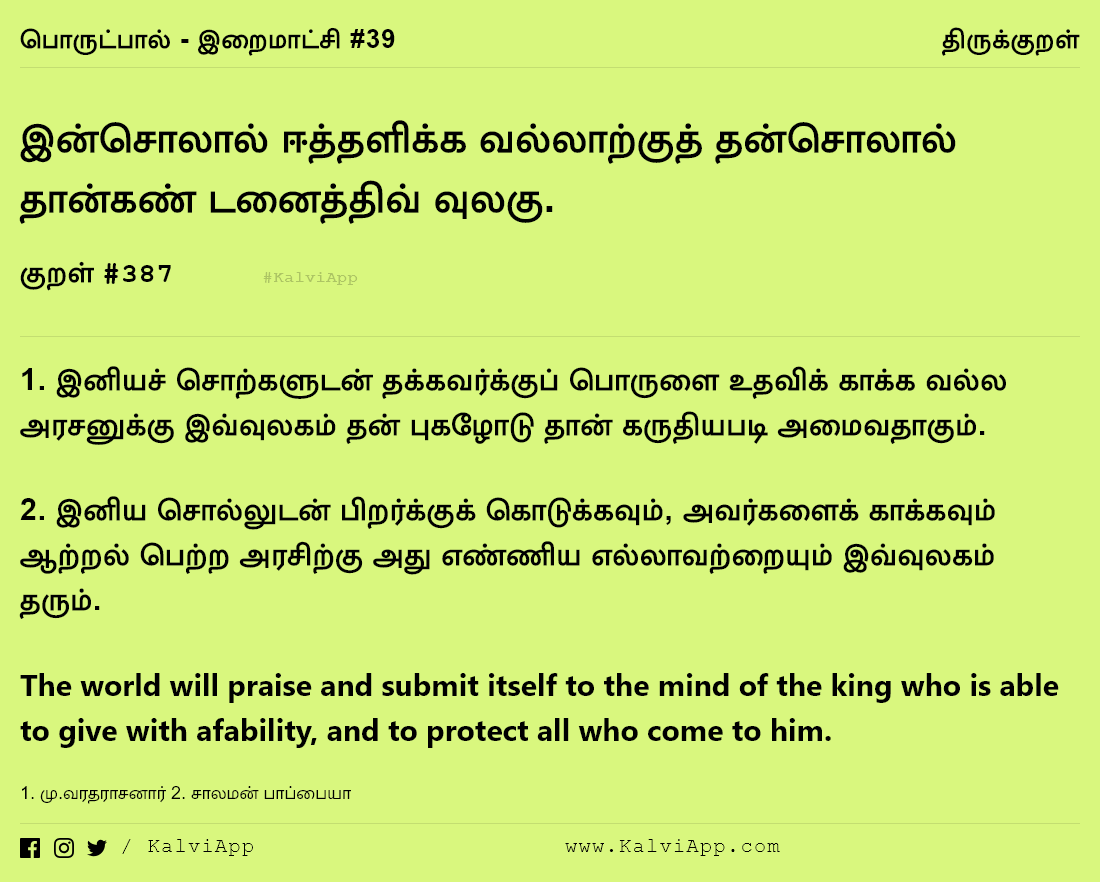 பொருட்பால் - இறைமாட்சி #39 திருக்குறள்
இன்சொலால் ஈத்தளிக்க வல்லாற்குத் தன்சொலால்
தான்கண் டனைத்திவ் வுலகு.
குறள் #387 #KalviApp
1. இனியச் சொற்களுடன் தக்கவர்க்குப் பொருளை உதவிக் காக்க வல்ல
அரசனுக்கு இவ்வுலகம் தன் புகழோடு தான் கருதியபடி அமைவதாகும்.
2. இனிய சொல்லுடன் பிறர்க்குக் கொடுக்கவும், அவர்களைக் காக்கவும்
ஆற்றல் பெற்ற அரசிற்கு அது எண்ணிய எல்லாவற்றையும் இவ்வுலகம்
தரும்.
The world will praise and submit itself to the mind of the king who is able
to give with afability, and to protect all who come to him.
1. மு.வரதராசனார் 2. சாலமன் பாப்பையா
/ KalviApp www.KalviApp.com